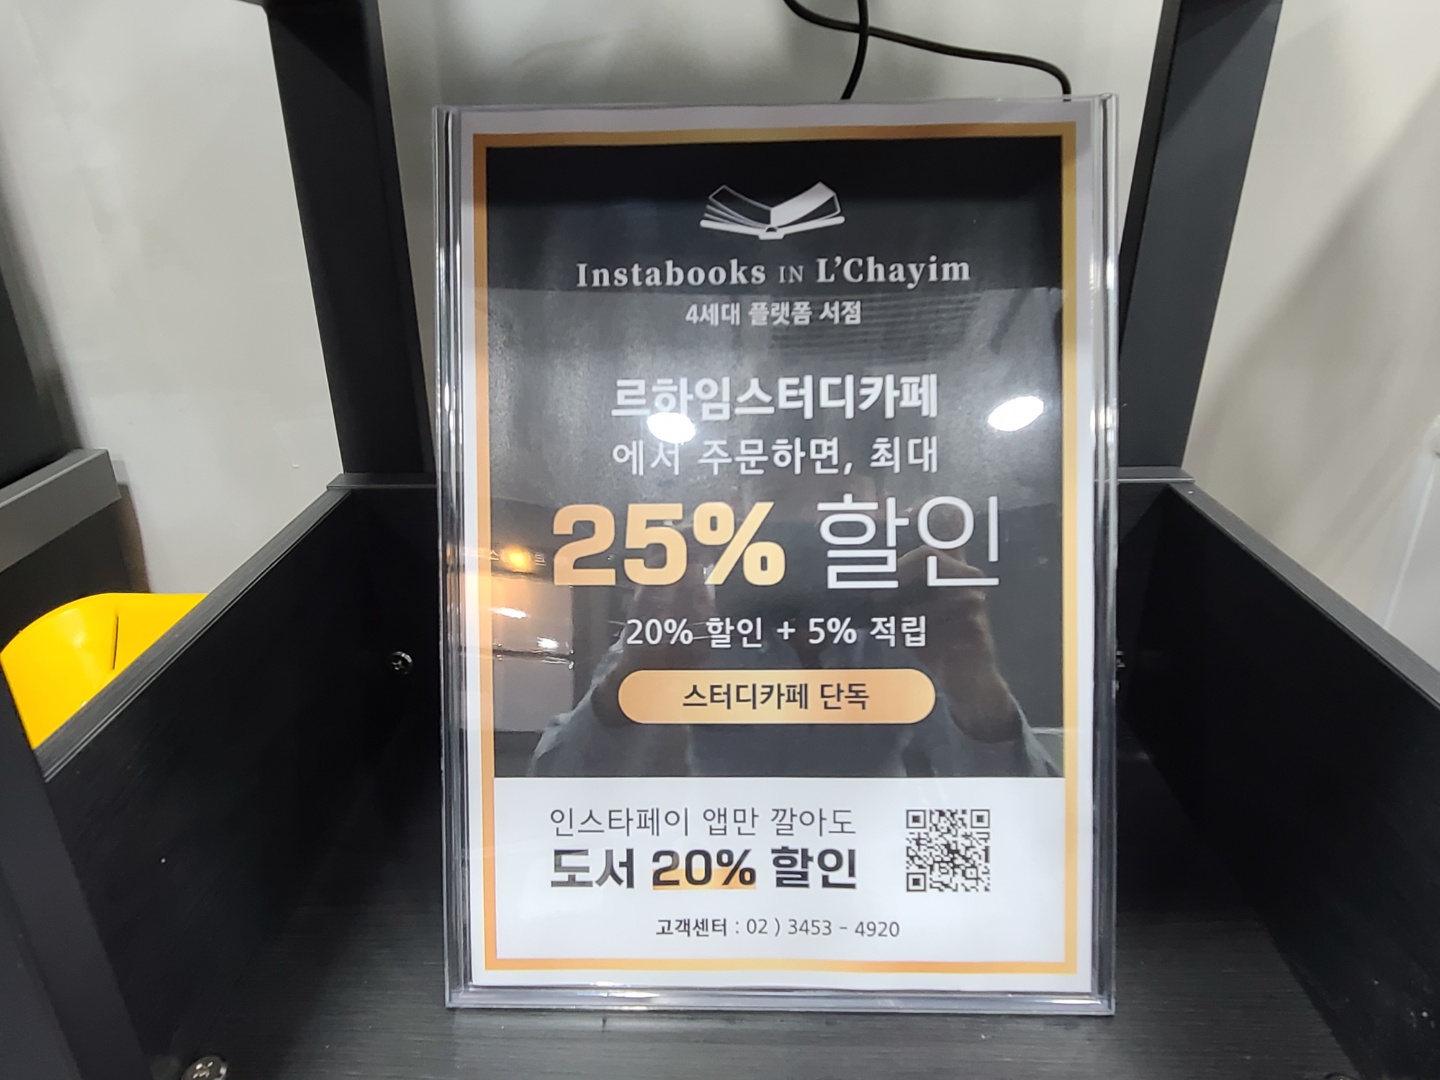 Instabooks IN L'Chayim
4세대 플랫폼 서점
르하임스터디카페
에서 주문하면, 최대
25% 할인
20% 할인 + 5% 적립
스터디카페 단독
인스타페이 앱만 깔아도
도서 20% 할인
고객센터 : 02 ) 3453 - 4920